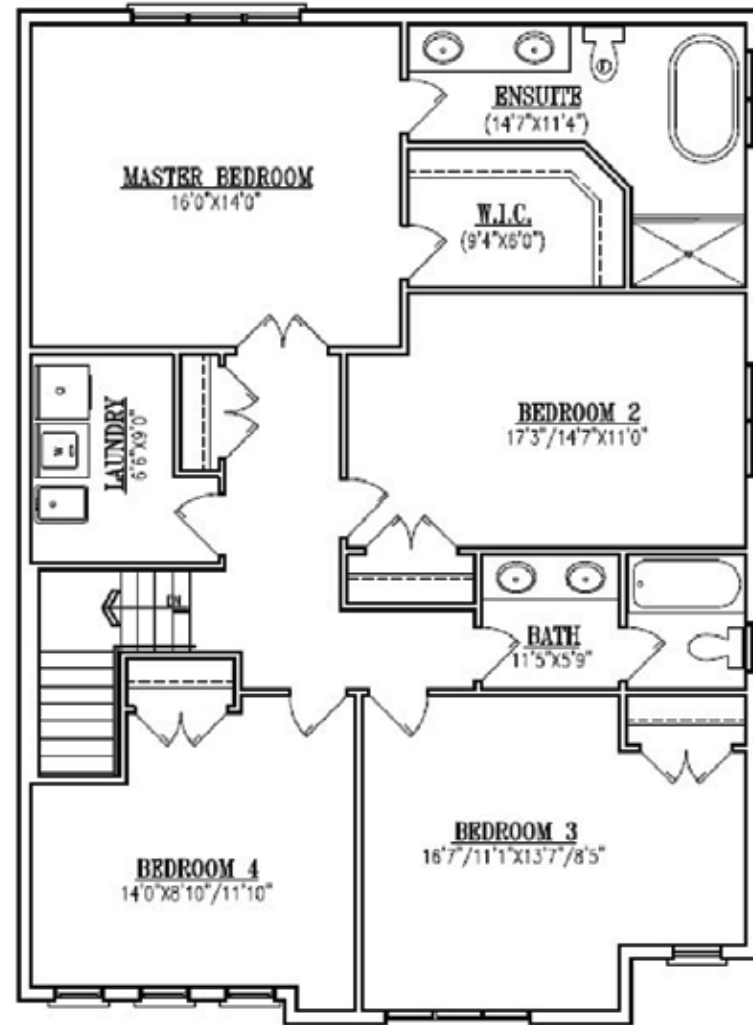 ENSUITE
(14'7"X11'4")
MASTER BEDROOM
16'0"X14'0"
W.I.C.
(9'4"X6'0")
LAUNDRY
6'6"X9'0"
BEDROOM 2
17'3"/14'7"X11'0"
DN
BATH
11'5"X5'9"
BEDROOM 3
16'7"/11'1"X13'7"/8'5"
BEDROOM 4
14'0"X8'10"/11'10"